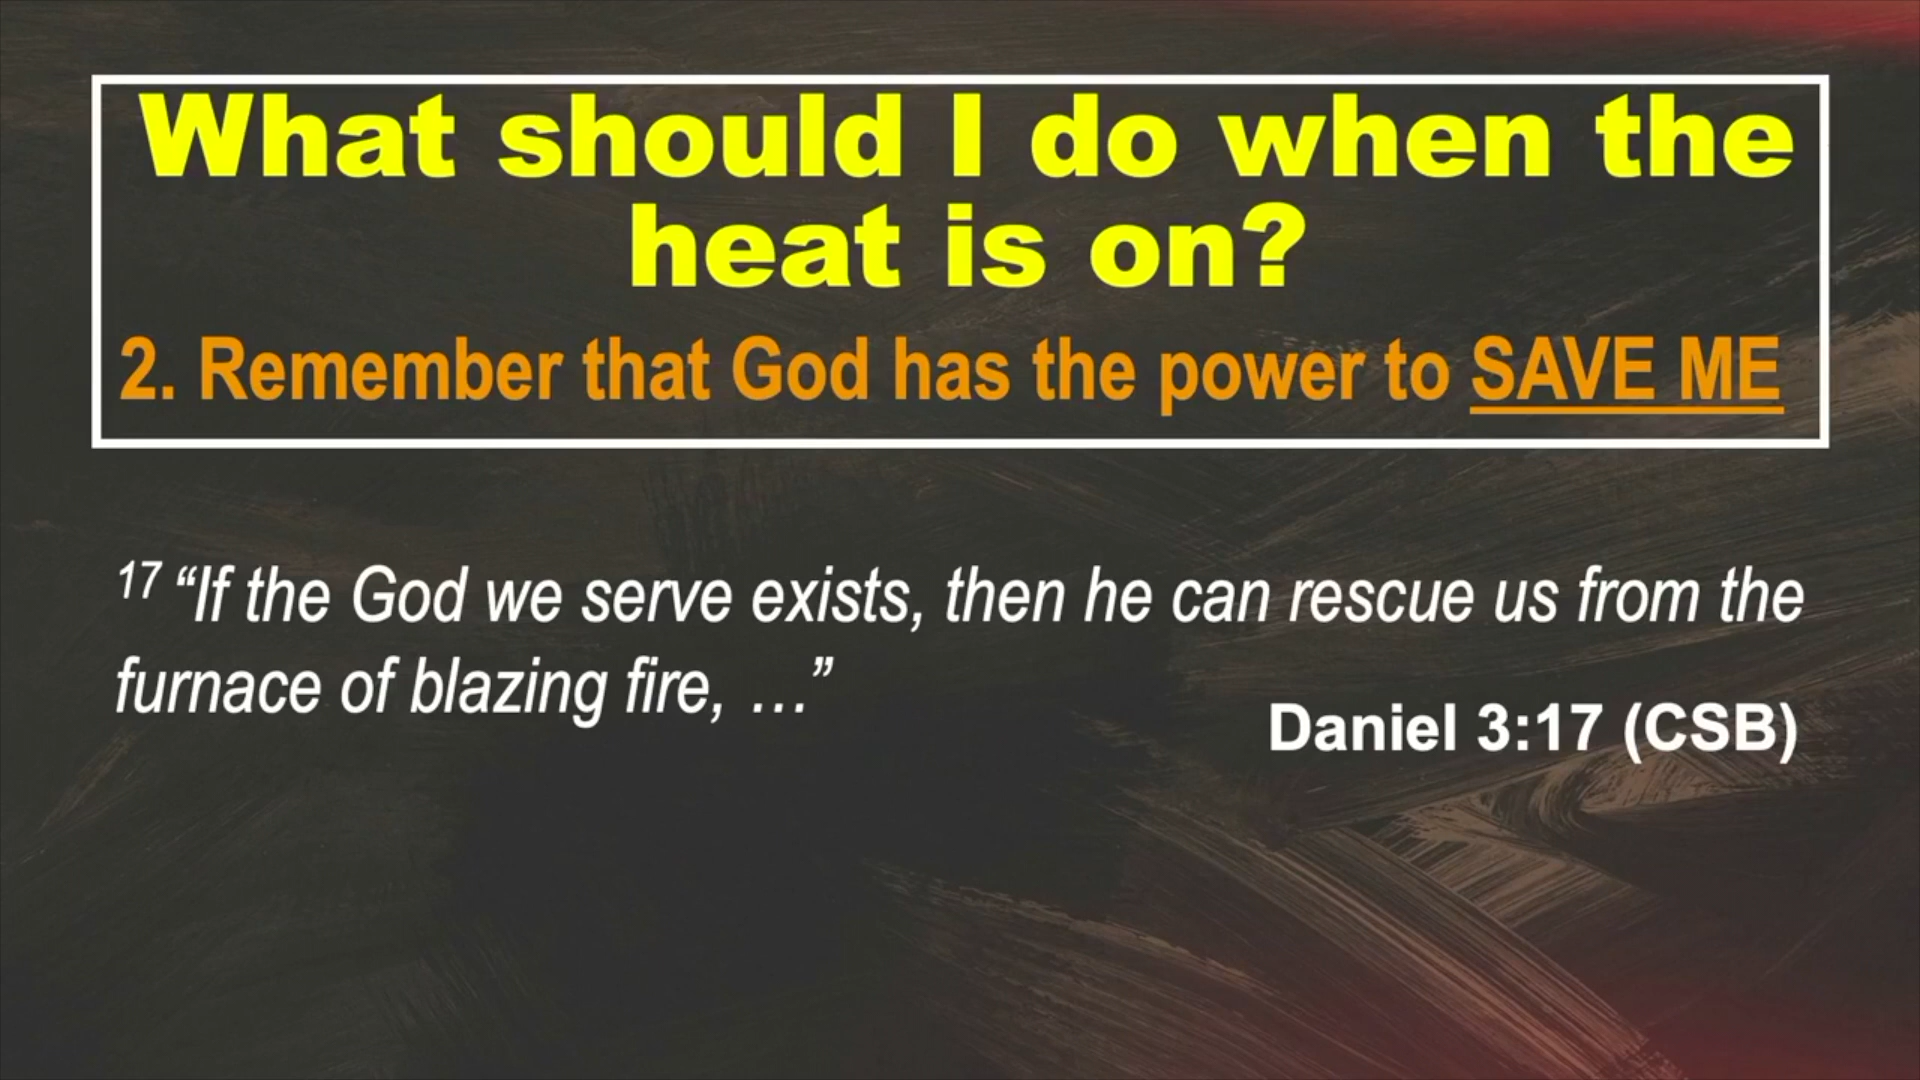 What should I do when the
heat is on?
2. Remember that God has the power to SAVE ME
17 “If the God we serve exists, then he can rescue us from the
furnace of blazing fire, …”
Daniel 3:17 (CSB)